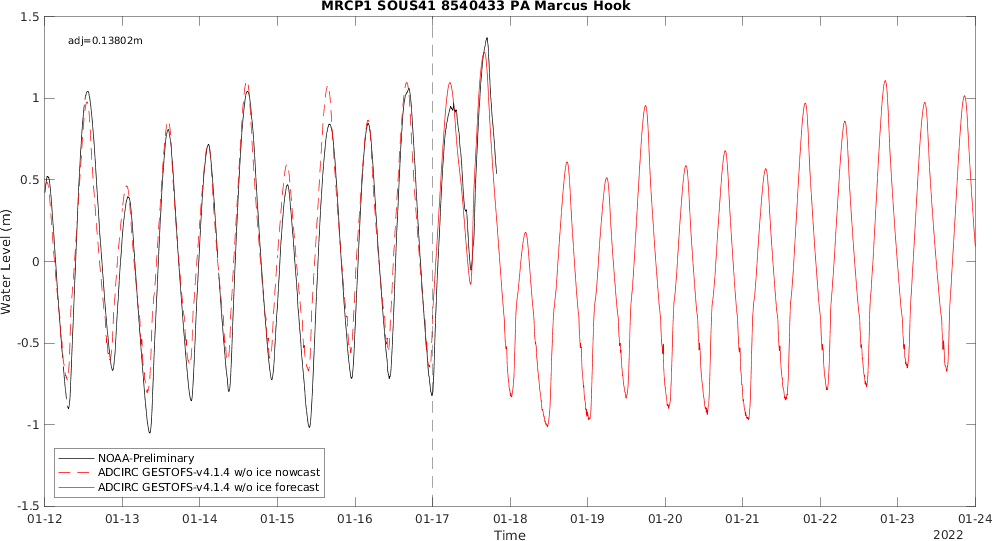 MRCP1 SOUS41 8540433 PA Marcus Hook
adj=0.13802m
Water Level (m)
1.5
1
0.5
0
-0.5
-1
-1.5
NOAA-Preliminary
ADCIRC GESTOFS-v4.1.4 w/o ice nowcast
ADCIRC GESTOFS-v4.1.4 w/o ice forecast
01-12 01-13 01-14 01-15 01-16 01-17 01-18 01-19 01-20 01-21 01-22 01-23 01-24
Time
2022